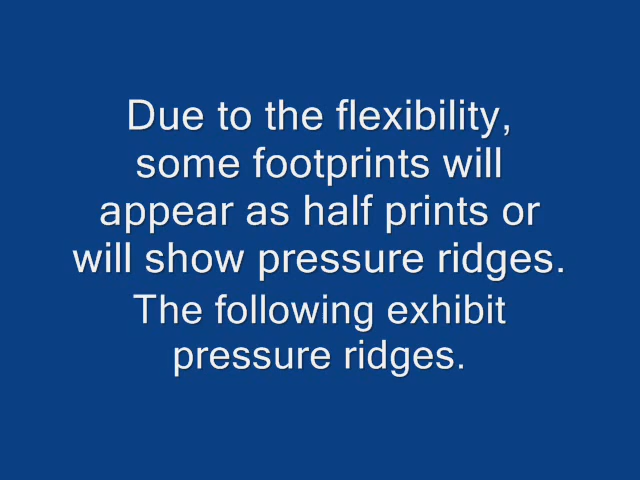 Due to the flexibility,
some footprints will
appear as half prints or
will show pressure ridges.
The following exhibit
pressure ridges.